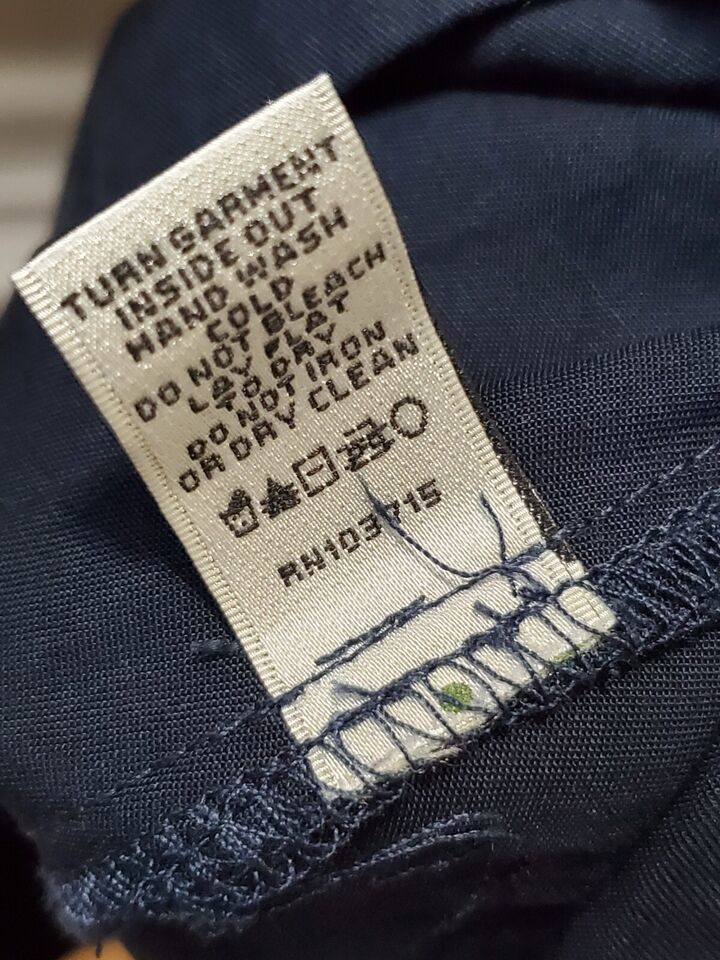 TURN GARMENT
INSIDE OUT
HAND WASH
COLD
DO NOT BLEACH
LAY FLAT
TO DRY
DO NOT IRON
OR DRY CLEAN
RN103715